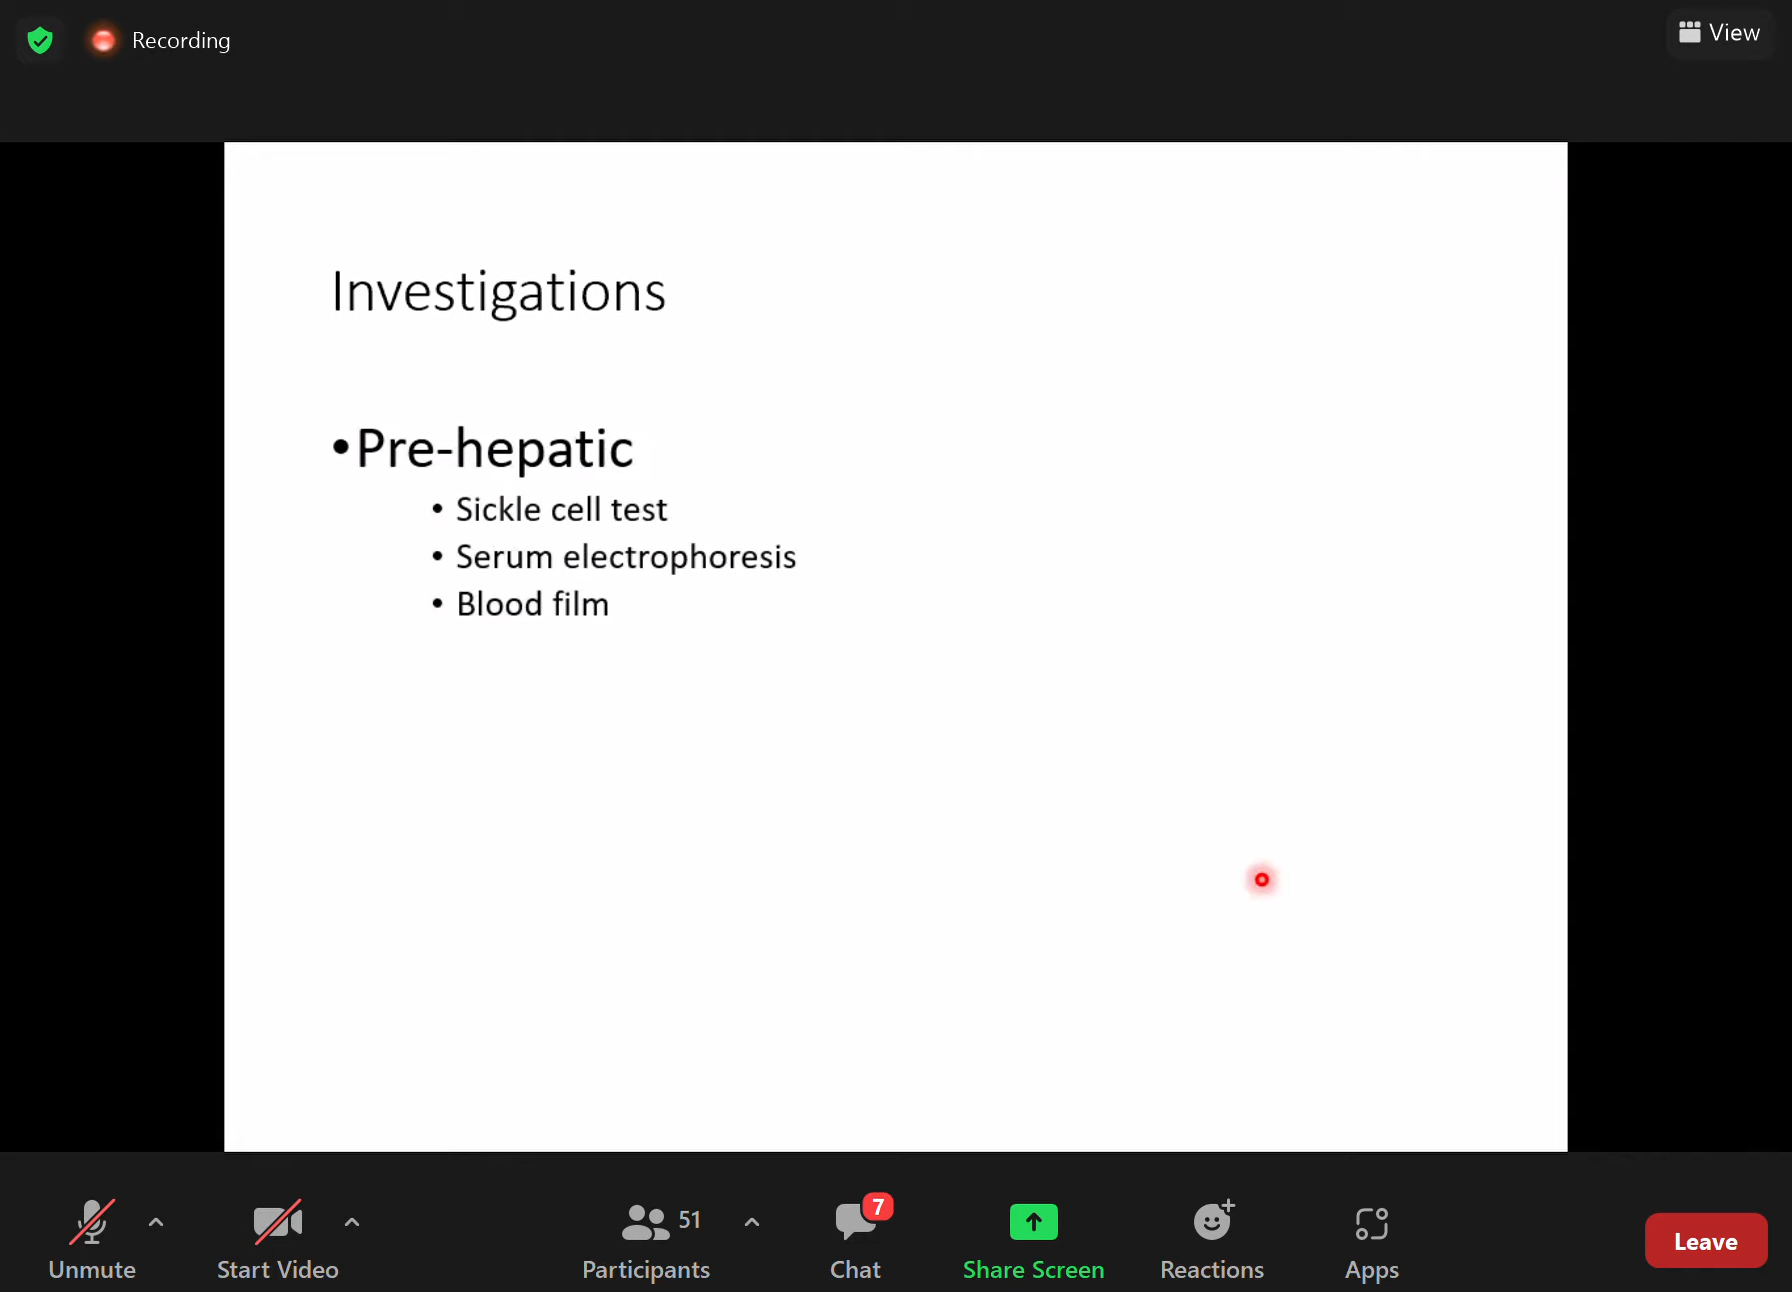 Recording
View
Investigations
•Pre-hepatic
• Sickle cell test
• Serum electrophoresis
• Blood film
51
7
Unmute
Start Video
Participants
Chat
Share Screen
Reactions
Apps
Leave